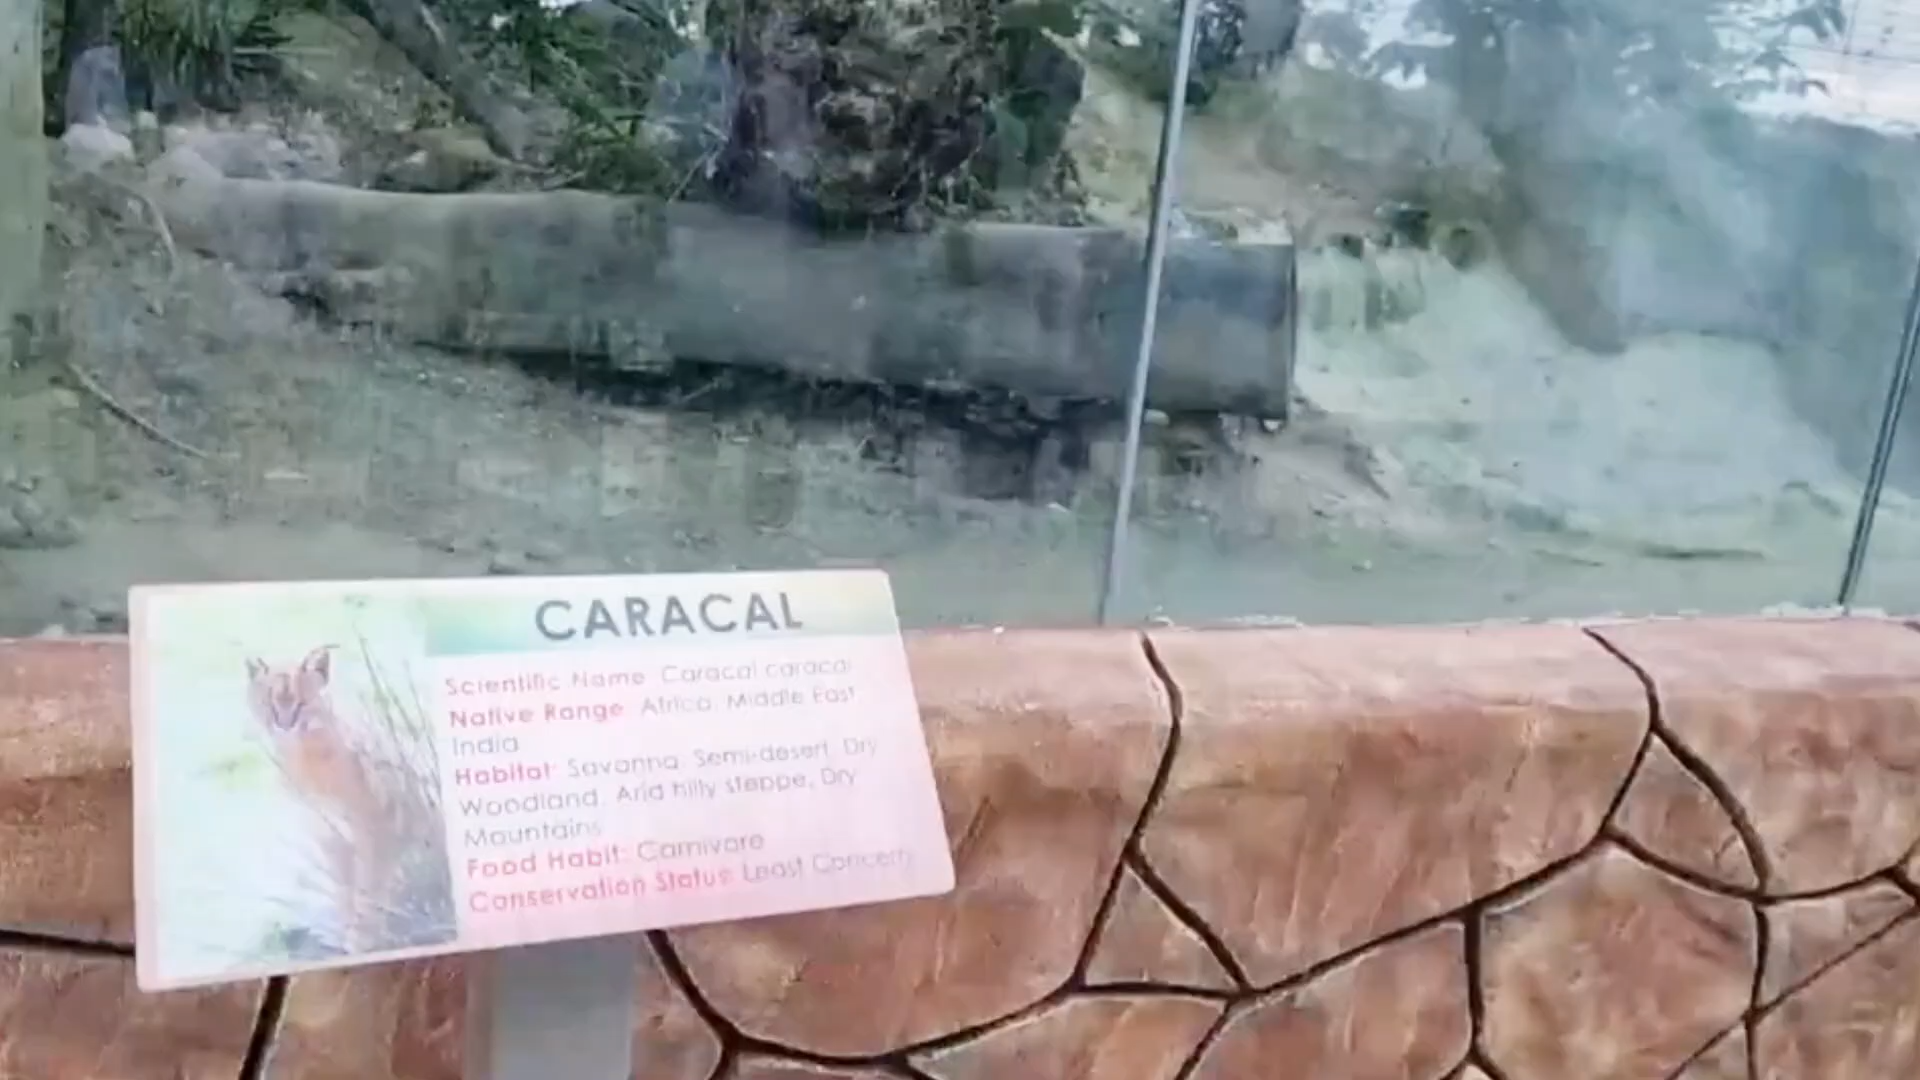 CARACAL
Scientific Name Caracal caracal
Native Range: Africa, Middle East
India
Habitat: Savanna, Semi-desert, Dry
Woodland, Arid hilly steppe, Dry
Mountains
Food Habit: Carnivore
Conservation Status: Least Concern